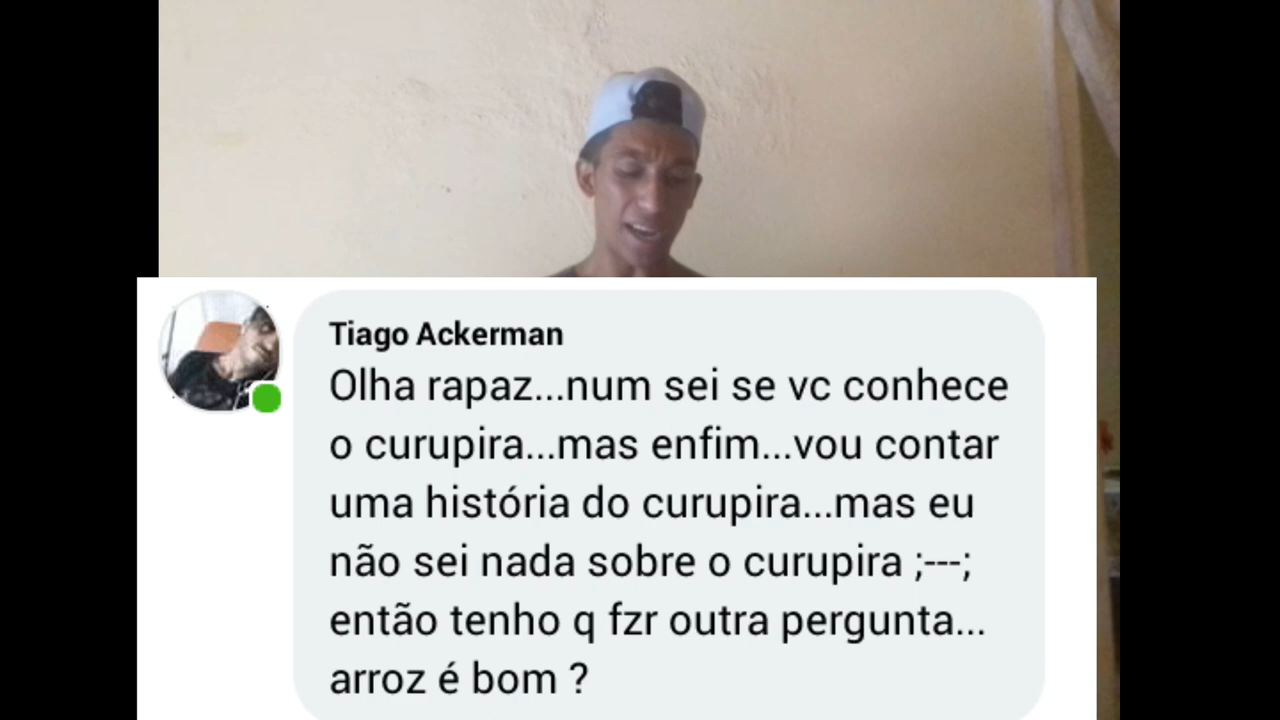 Tiago Ackerman
Olha rapaz...num sei se vc conhece
o curupira...mas enfim...vou contar
uma história do curupira...mas eu
não sei nada sobre o curupira ;---;
então tenho q fzr outra pergunta...
arroz é bom ?